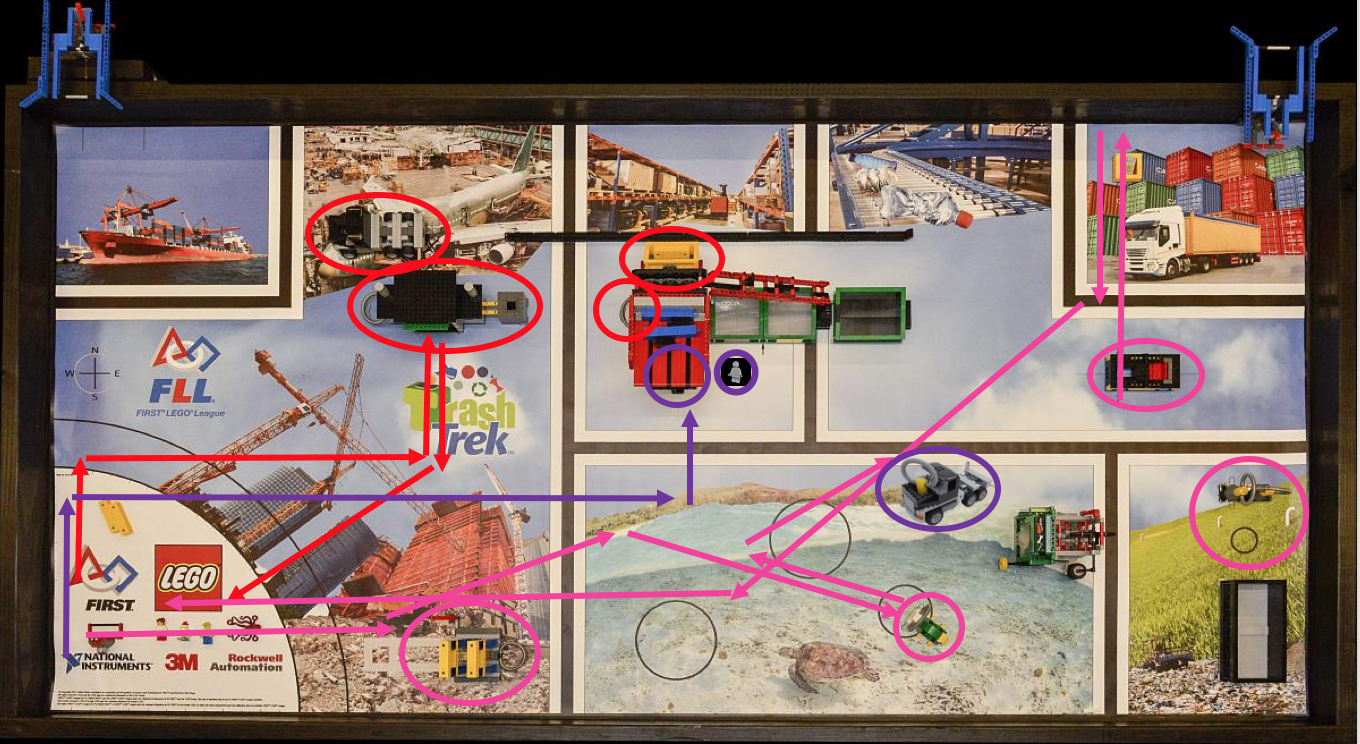 N
W E
S
FLL
FIRST® LEGO® League
Trash
Trek
LEGO
FIRST
NATIONAL
INSTRUMENTS
3M
Rockwell
Automation